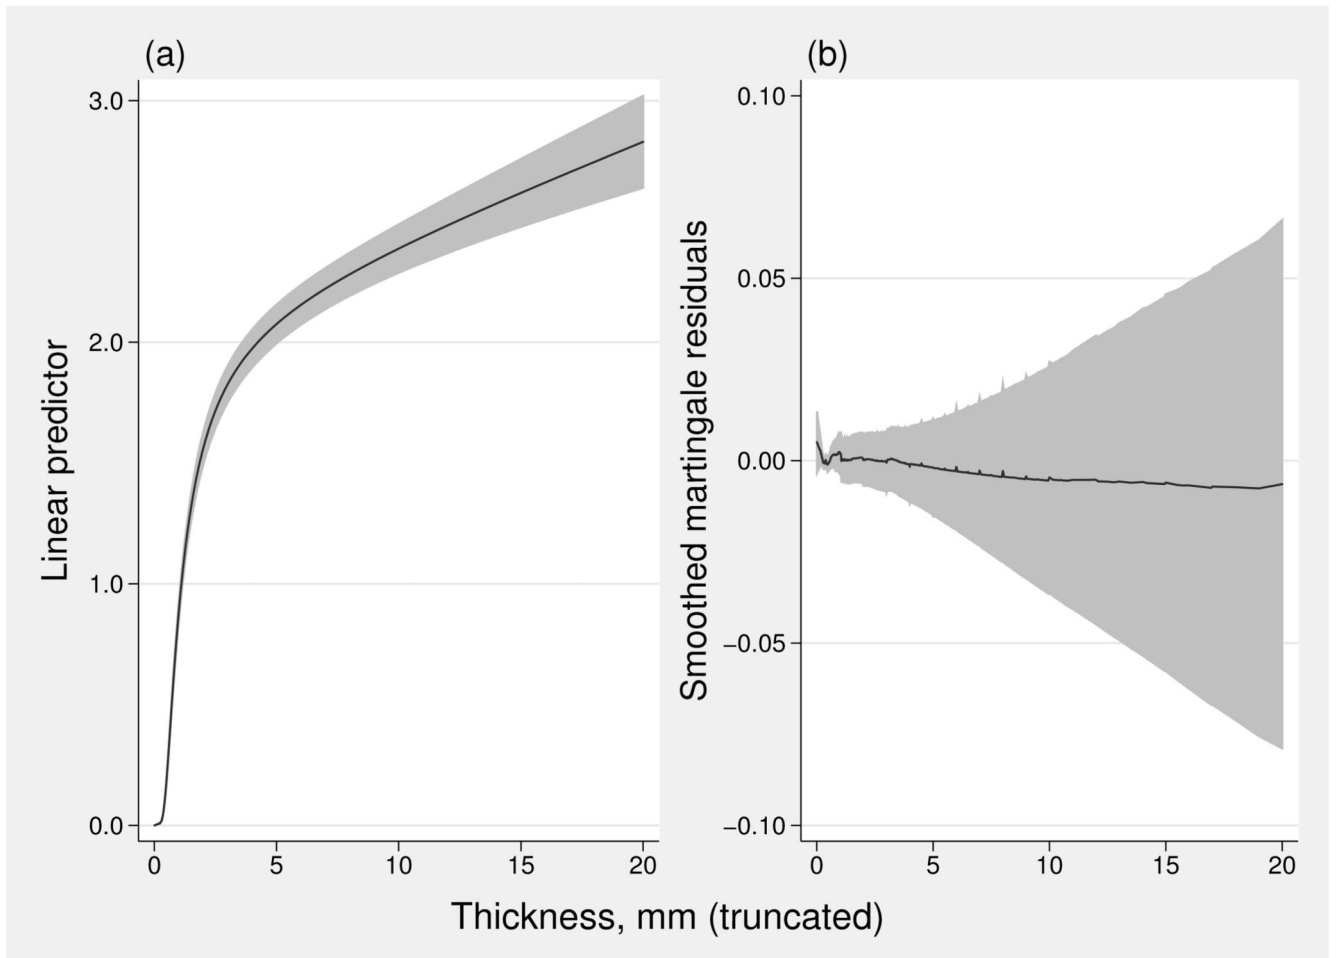 (a)
(b)
3.0
2.0
1.0
0.0
Linear predictor
0 5 10 15 20
0.10
0.05
0.00
−0.05
−0.10
Smoothed martingale residuals
0 5 10 15 20
Thickness, mm (truncated)